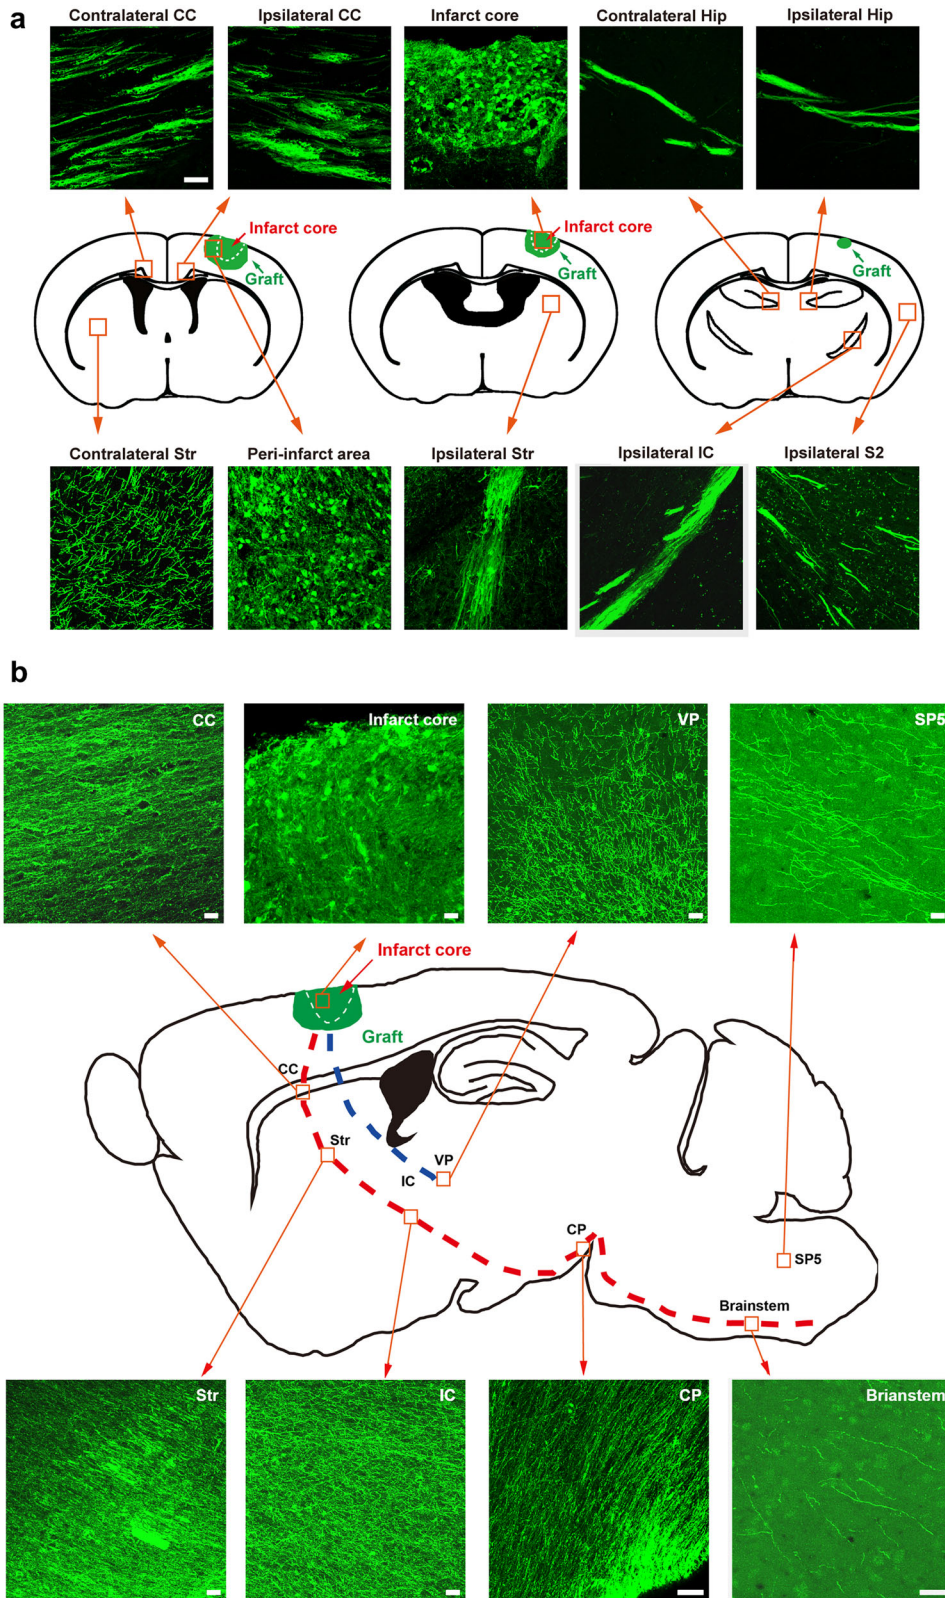 a
Contralateral CC
Ipsilateral CC
Infarct core
Contralateral Hip
Ipsilateral Hip
Infarct core
Graft
Infarct core
Graft
Graft
Contralateral Str
Peri-infarct area
Ipsilateral Str
Ipsilateral IC
Ipsilateral S2
b
CC
Infarct core
VP
SP5
Infarct core
Graft
CC
Str
VP
IC
CP
SP5
Brainstem
Str
IC
CP
Brianstem